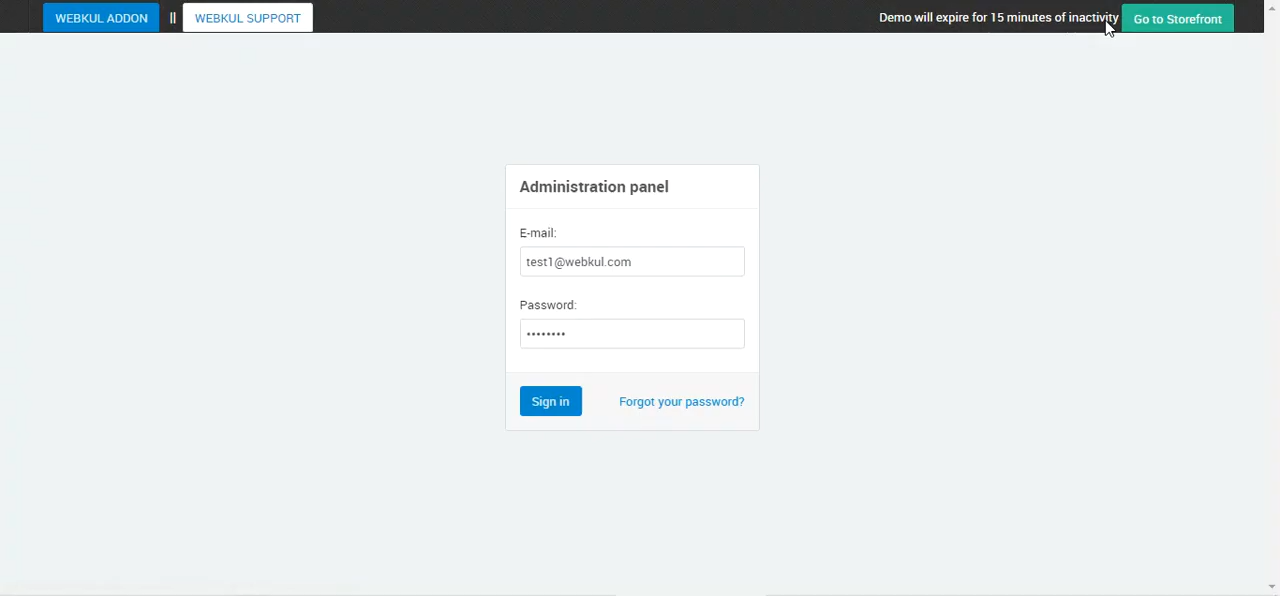 WEBKUL ADDON || WEBKUL SUPPORT Demo will expire for 15 minutes of inactivity Go to Storefront
Administration panel
E-mail:
test1@webkul.com
Password:
••••••••
Sign in Forgot your password?